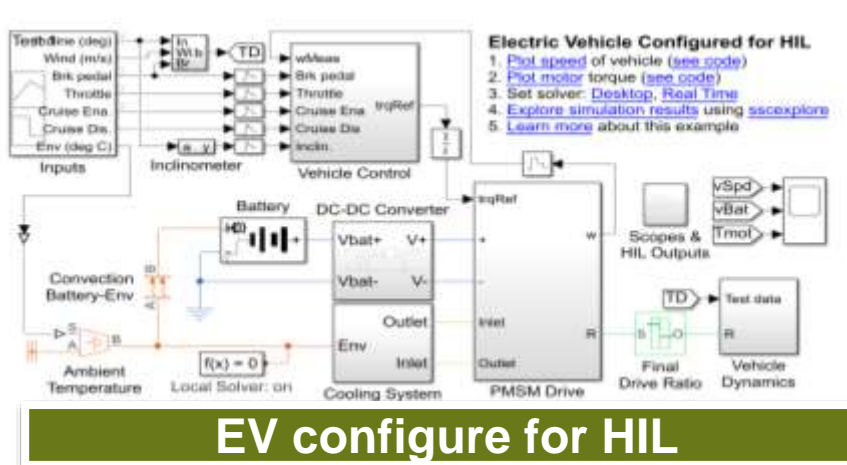 Electric Vehicle Configured for HIL
1. Plot speed of vehicle (see code)
2. Plot motor torque (see code)
3. Set solver: Desktop, Real Time
4. Explore simulation results using sscexplore
5. Learn more about this example
(deg)
Wind (m/s)
Brk pedal
Throttle
Cruise Ena.
Cruise Dis.
Env (deg C)
Inputs
In
TD
Inclinometer
wMeas
Brk pedal
Throttle
Cruise Ena
Cruise Dis
Inclin.
trqRef
Vehicle Control
Battery
DC-DC Converter
Vbat+
V+
Vbat-
V-
Convection
Battery-Env
B
A
S
A
B
Ambient
Temperature
f(x) = 0
Local Solver: on
Outlet
Env
Inlet
Cooling System
trqRef
+
-
w
Inlet
R
Outlet
PMSM Drive
Scopes &
HIL Outputs
vSpd
vBat
Tmot
TD
Test data
R
S
O
Final
Drive Ratio
Vehicle
Dynamics
EV configure for HIL